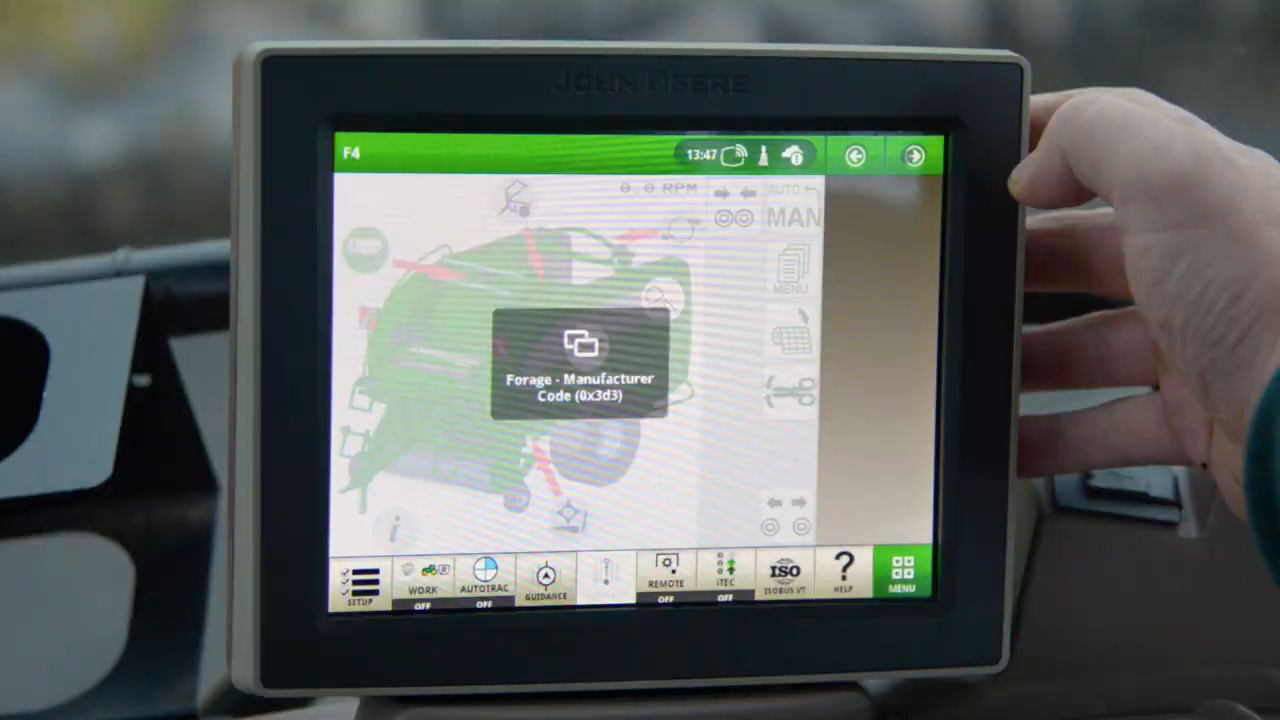 JOHN DEERE
F4
13:47
0.0 RPM
AUTO
MAN
MENU
Forage - Manufacturer
Code (0x3d3)
i
SETUP
WORK
OFF
AUTOTRAC
OFF
GUIDANCE
REMOTE
OFF
iTEC
OFF
ISO
ISOBUS VT
?
HELP
MENU